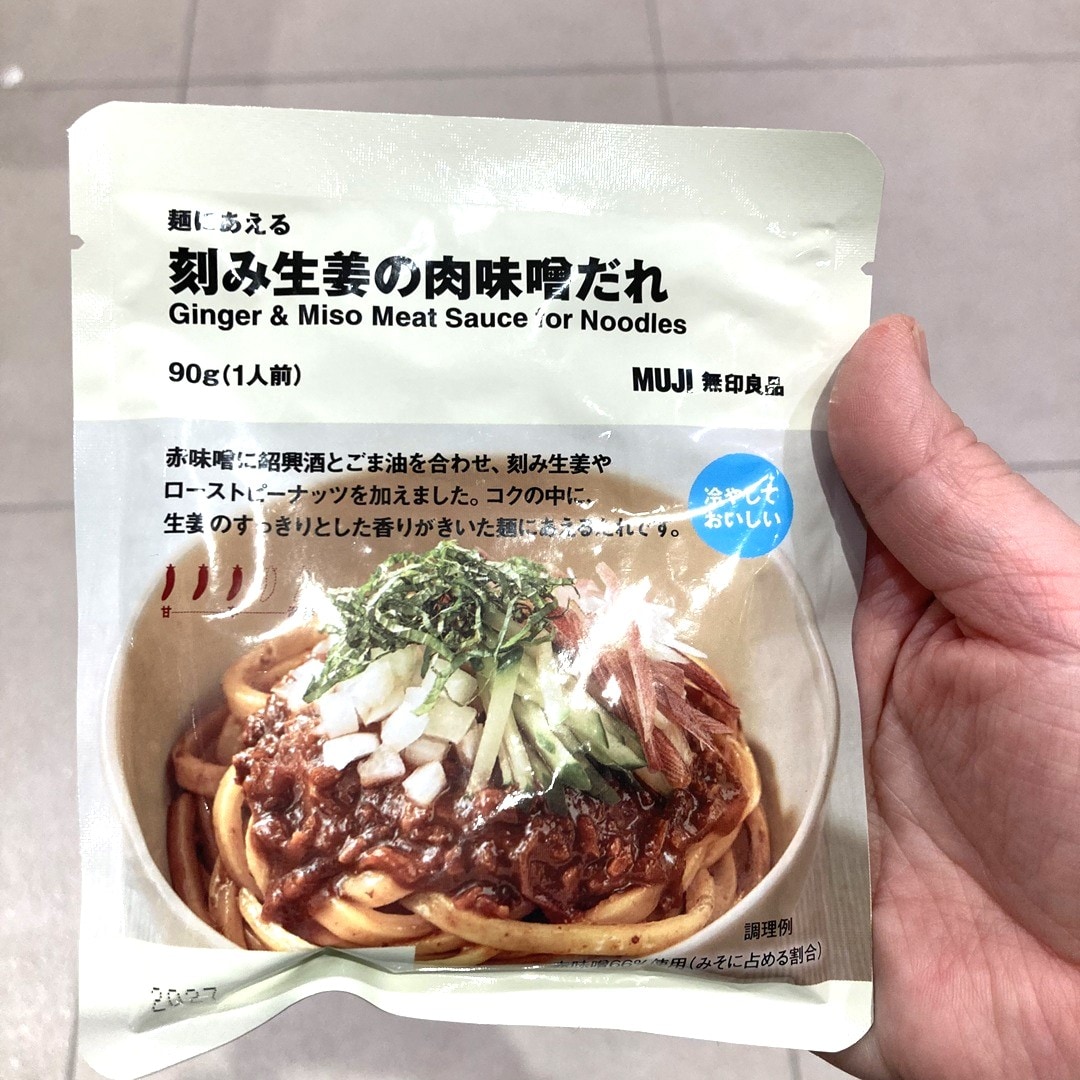 麺にあえる
刻み生姜の肉味噌だれ
Ginger & Miso Meat Sauce for Noodles
90g(1人前)
MUJI 無印良品
赤味噌に紹興酒とごま油を合わせ、刻み生姜や
ローストピーナッツを加えました。コクの中に、
生姜のすっきりとした香りがきいた麺にあえるたれです。
冷やして
おいしい
甘
調理例
赤味噌66%使用(みそに占める割合)
2027